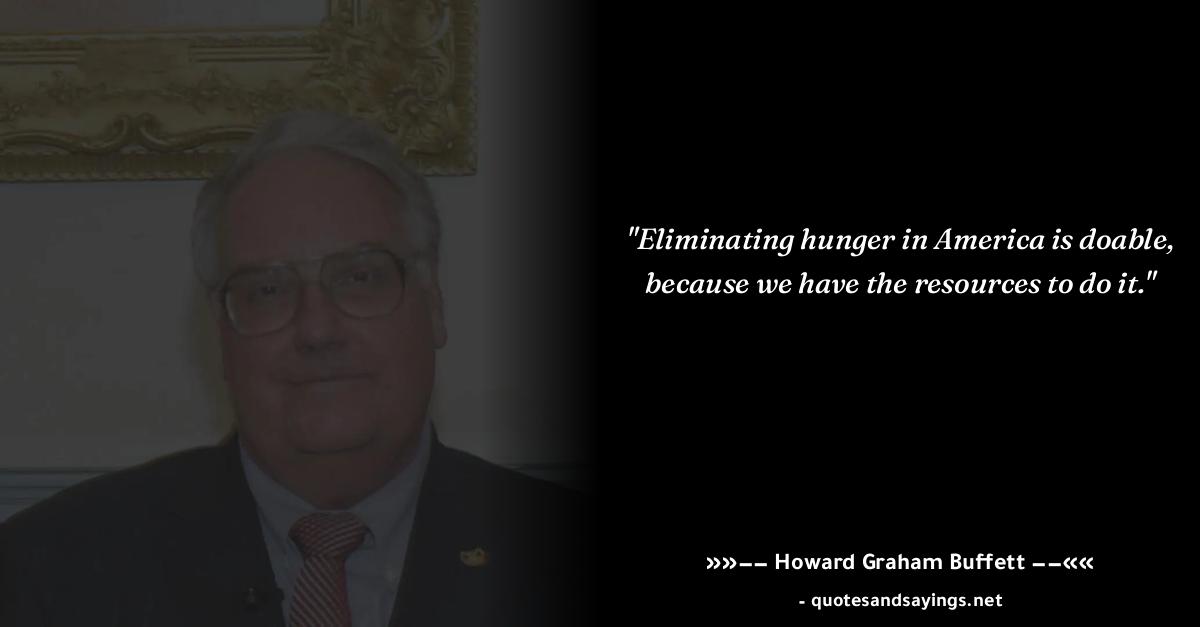 "Eliminating hunger in America is doable,
because we have the resources to do it."
»»–– Howard Graham Buffett ––««
- quotesandsayings.net